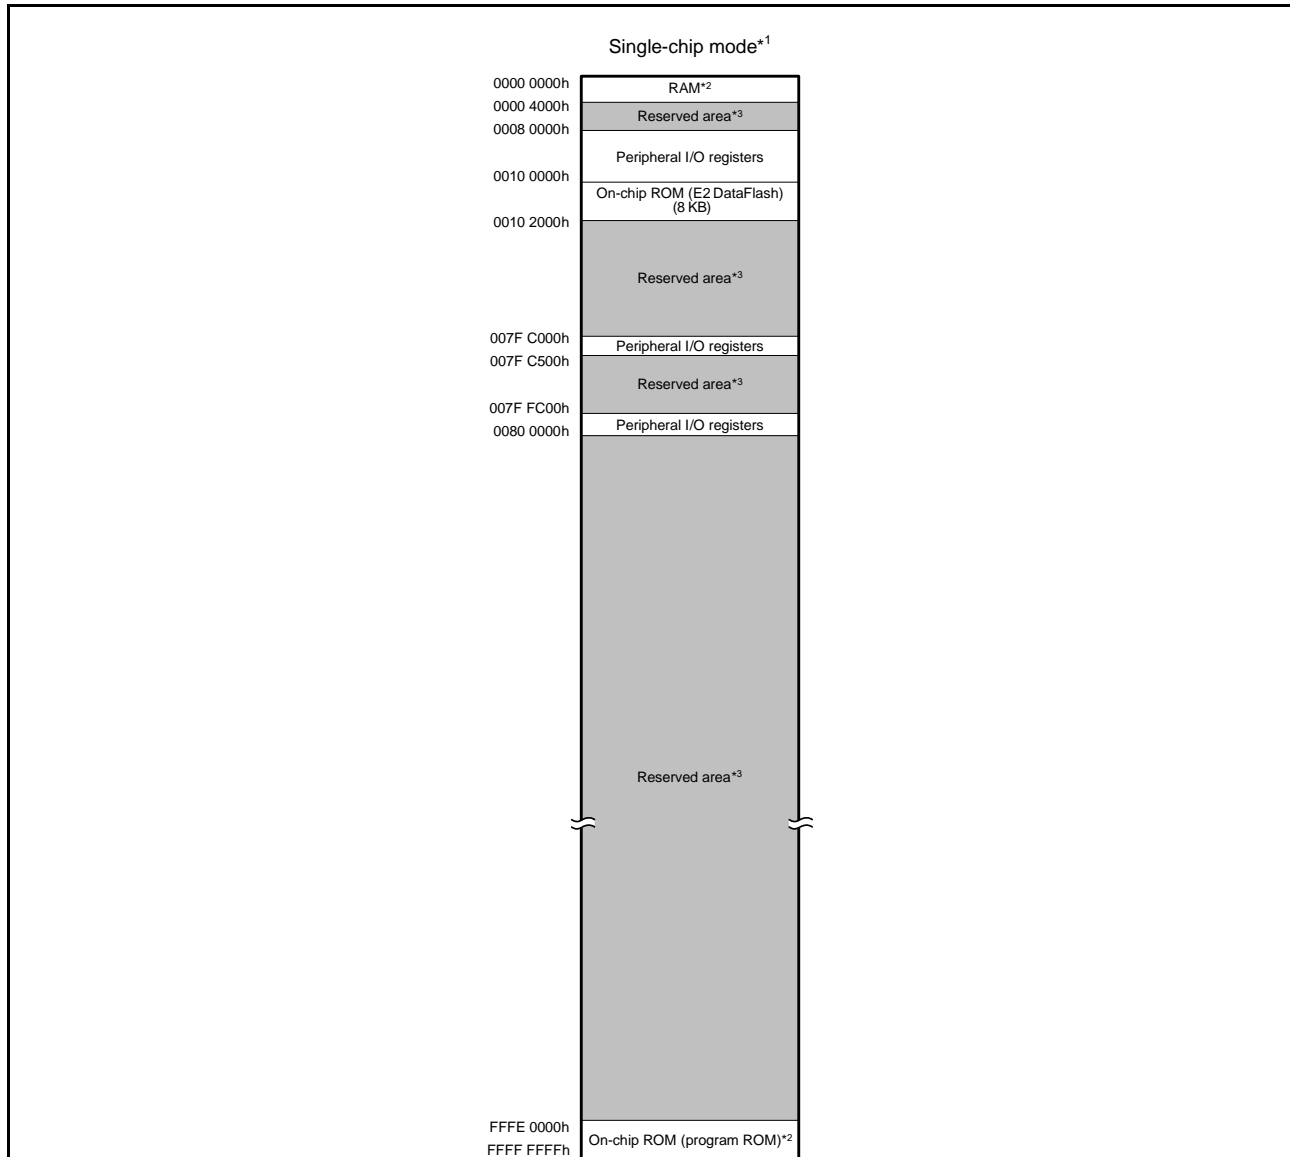 Single-chip mode*1
0000 0000h
RAM*2
0000 4000h
Reserved area*3
0008 0000h
Peripheral I/O registers
0010 0000h
On-chip ROM (E2 DataFlash)
(8 KB)
0010 2000h
Reserved area*3
007F C000h
Peripheral I/O registers
007F C500h
Reserved area*3
007F FC00h
Peripheral I/O registers
0080 0000h
Reserved area*3
FFFE 0000h
On-chip ROM (program ROM)*2
FFFF FFFFh